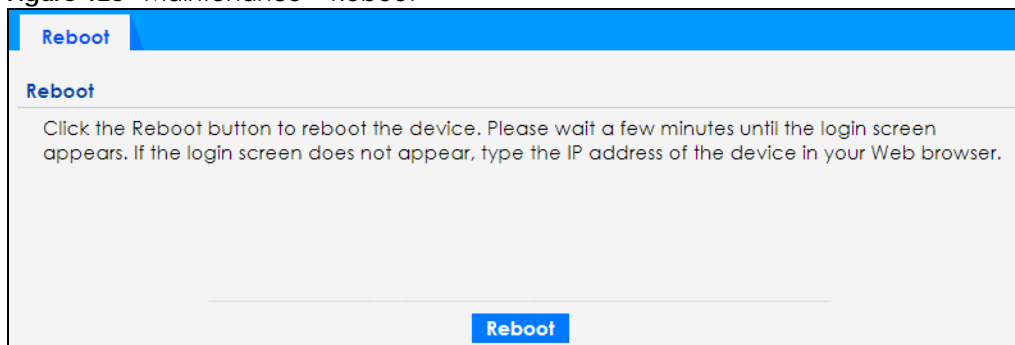 Reboot
Reboot
Click the Reboot button to reboot the device. Please wait a few minutes until the login screen
appears. If the login screen does not appear, type the IP address of the device in your Web browser.
Reboot